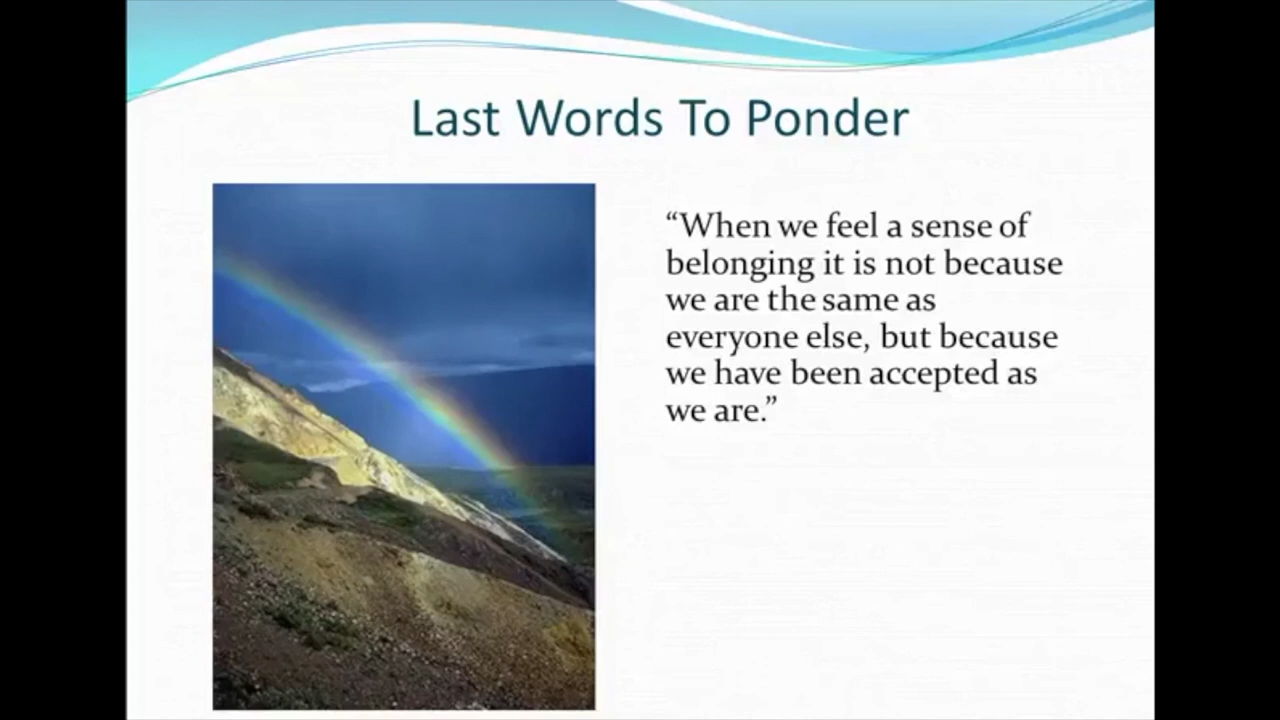 Last Words To Ponder
“When we feel a sense of
belonging it is not because
we are the same as
everyone else, but because
we have been accepted as
we are.”